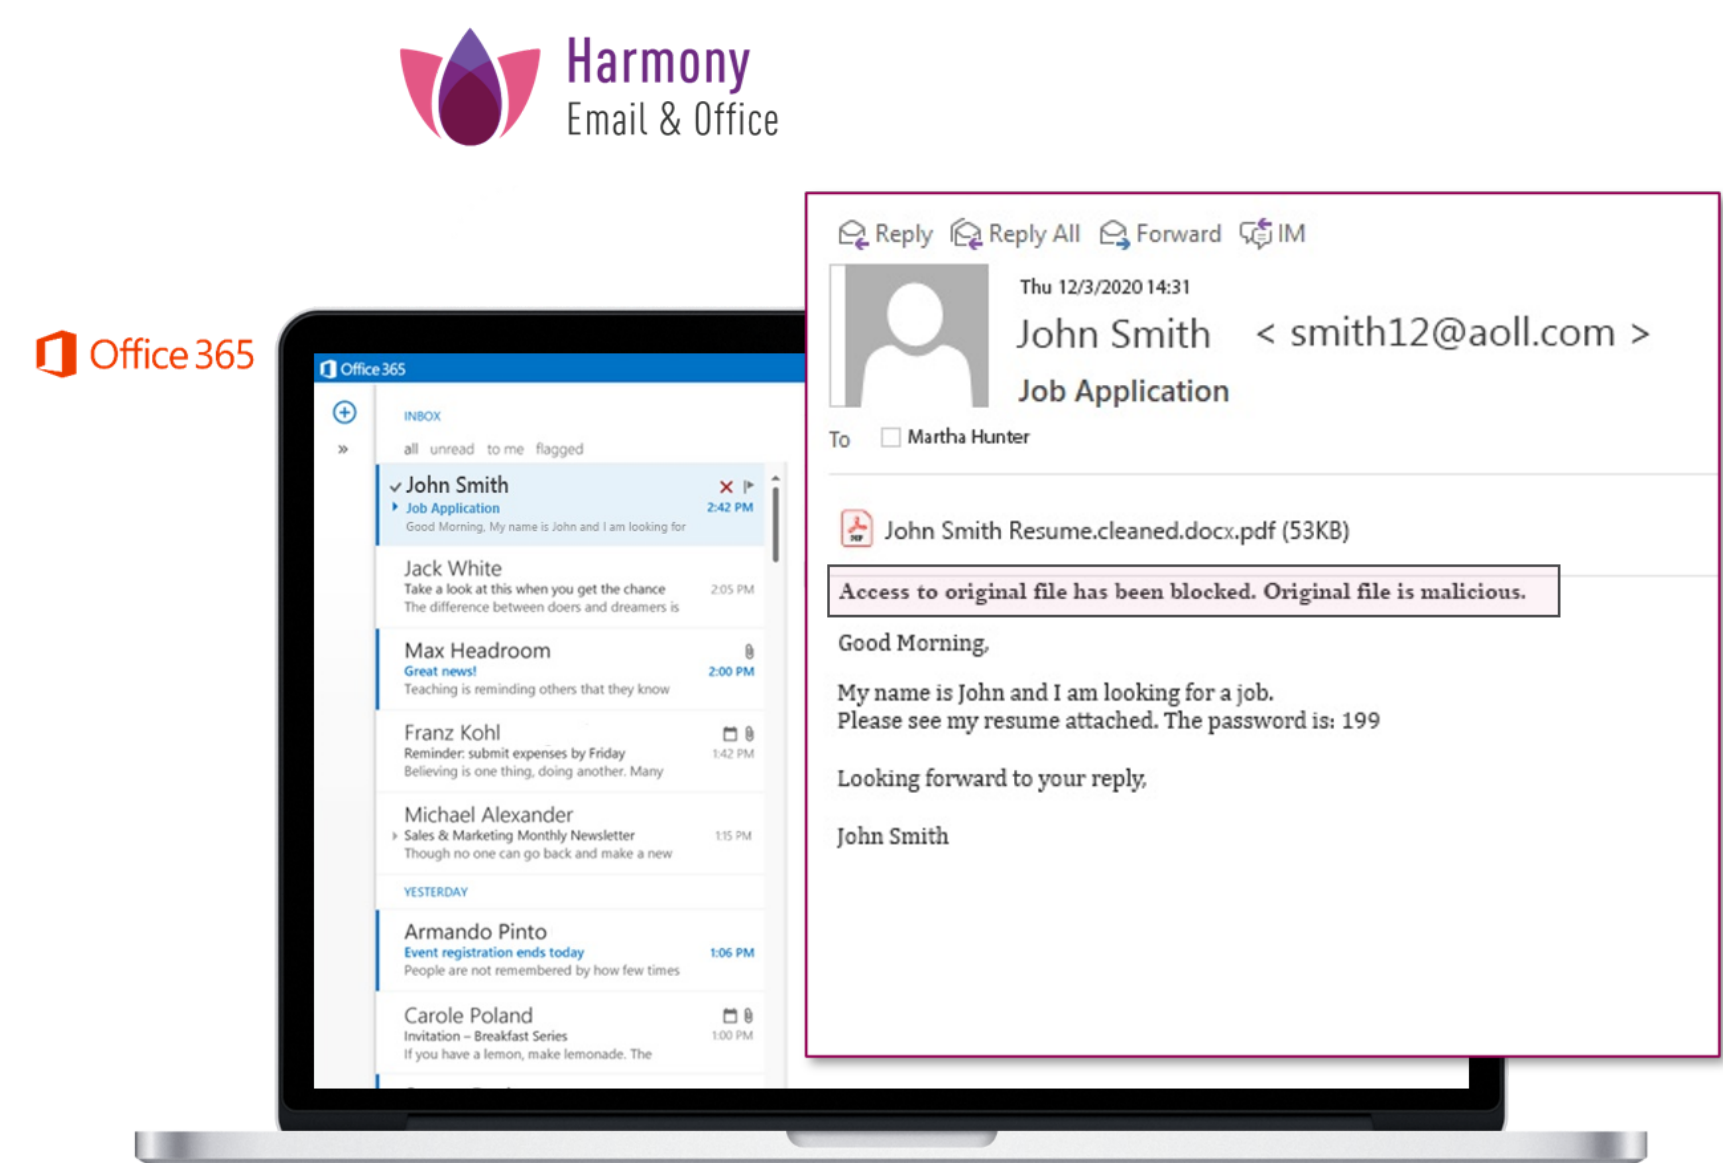 Harmony
Email & Office
Office 365
Office 365
INBOX
all unread to me flagged
John Smith
Job Application 2:42 PM
Good Morning, My name is John and I am looking for
Jack White
Take a look at this when you get the chance 2:05 PM
The difference between doers and dreamers is
Max Headroom
Great news! 2:00 PM
Teaching is reminding others that they know
Franz Kohl
Reminder: submit expenses by Friday 1:42 PM
Believing is one thing, doing another. Many
Michael Alexander
Sales & Marketing Monthly Newsletter 1:15 PM
Though no one can go back and make a new
YESTERDAY
Armando Pinto
Event registration ends today 1:06 PM
People are not remembered by how few times
Carole Poland
Invitation – Breakfast Series 1:00 PM
If you have a lemon, make lemonade. The
Reply Reply All Forward IM
Thu 12/3/2020 14:31
John Smith < smith12@aoll.com >
Job Application
To Martha Hunter
PDF John Smith Resume.cleaned.docx.pdf (53KB)
Access to original file has been blocked. Original file is malicious.
Good Morning,
My name is John and I am looking for a job.
Please see my resume attached. The password is: 199
Looking forward to your reply,
John Smith